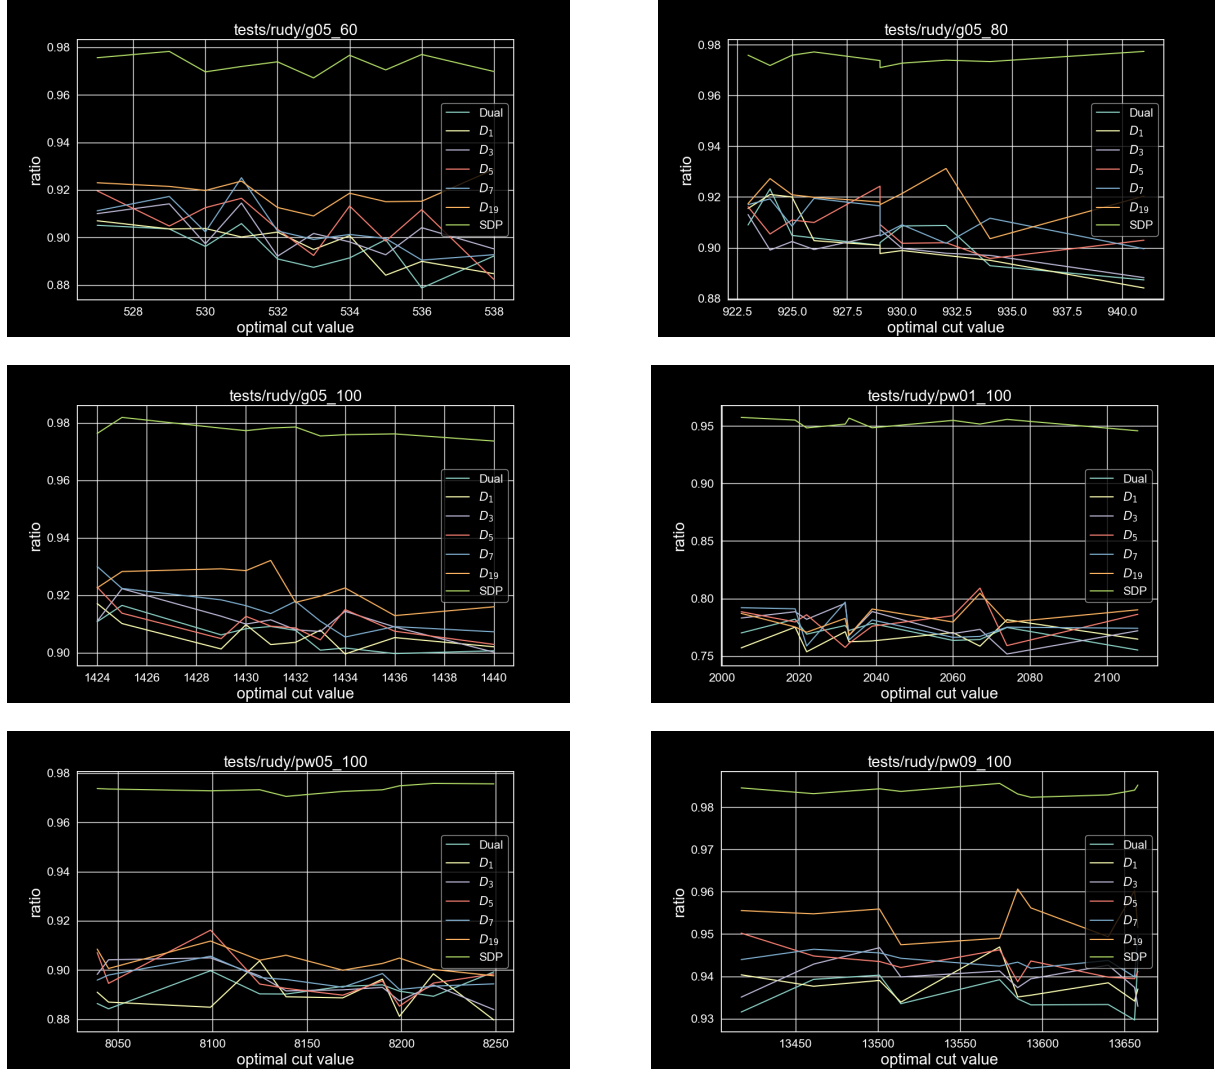 tests/rudy/g05_60
0.98
0.96
0.94
0.92
0.90
0.88
ratio
Dual
D1
D3
D5
D7
D19
SDP
528 530 532 534 536 538
optimal cut value
tests/rudy/g05_80
0.98
0.96
0.94
0.92
0.90
0.88
ratio
Dual
D1
D3
D5
D7
D19
SDP
922.5 925.0 927.5 930.0 932.5 935.0 937.5 940.0
optimal cut value
tests/rudy/g05_100
0.98
0.96
0.94
0.92
0.90
ratio
Dual
D1
D3
D5
D7
D19
SDP
1424 1426 1428 1430 1432 1434 1436 1438 1440
optimal cut value
tests/rudy/pw01_100
0.95
0.90
0.85
0.80
0.75
ratio
Dual
D1
D3
D5
D7
D19
SDP
2000 2020 2040 2060 2080 2100
optimal cut value
tests/rudy/pw05_100
0.98
0.96
0.94
0.92
0.90
0.88
ratio
Dual
D1
D3
D5
D7
D19
SDP
8050 8100 8150 8200 8250
optimal cut value
tests/rudy/pw09_100
0.98
0.97
0.96
0.95
0.94
0.93
ratio
Dual
D1
D3
D5
D7
D19
SDP
13450 13500 13550 13600 13650
optimal cut value